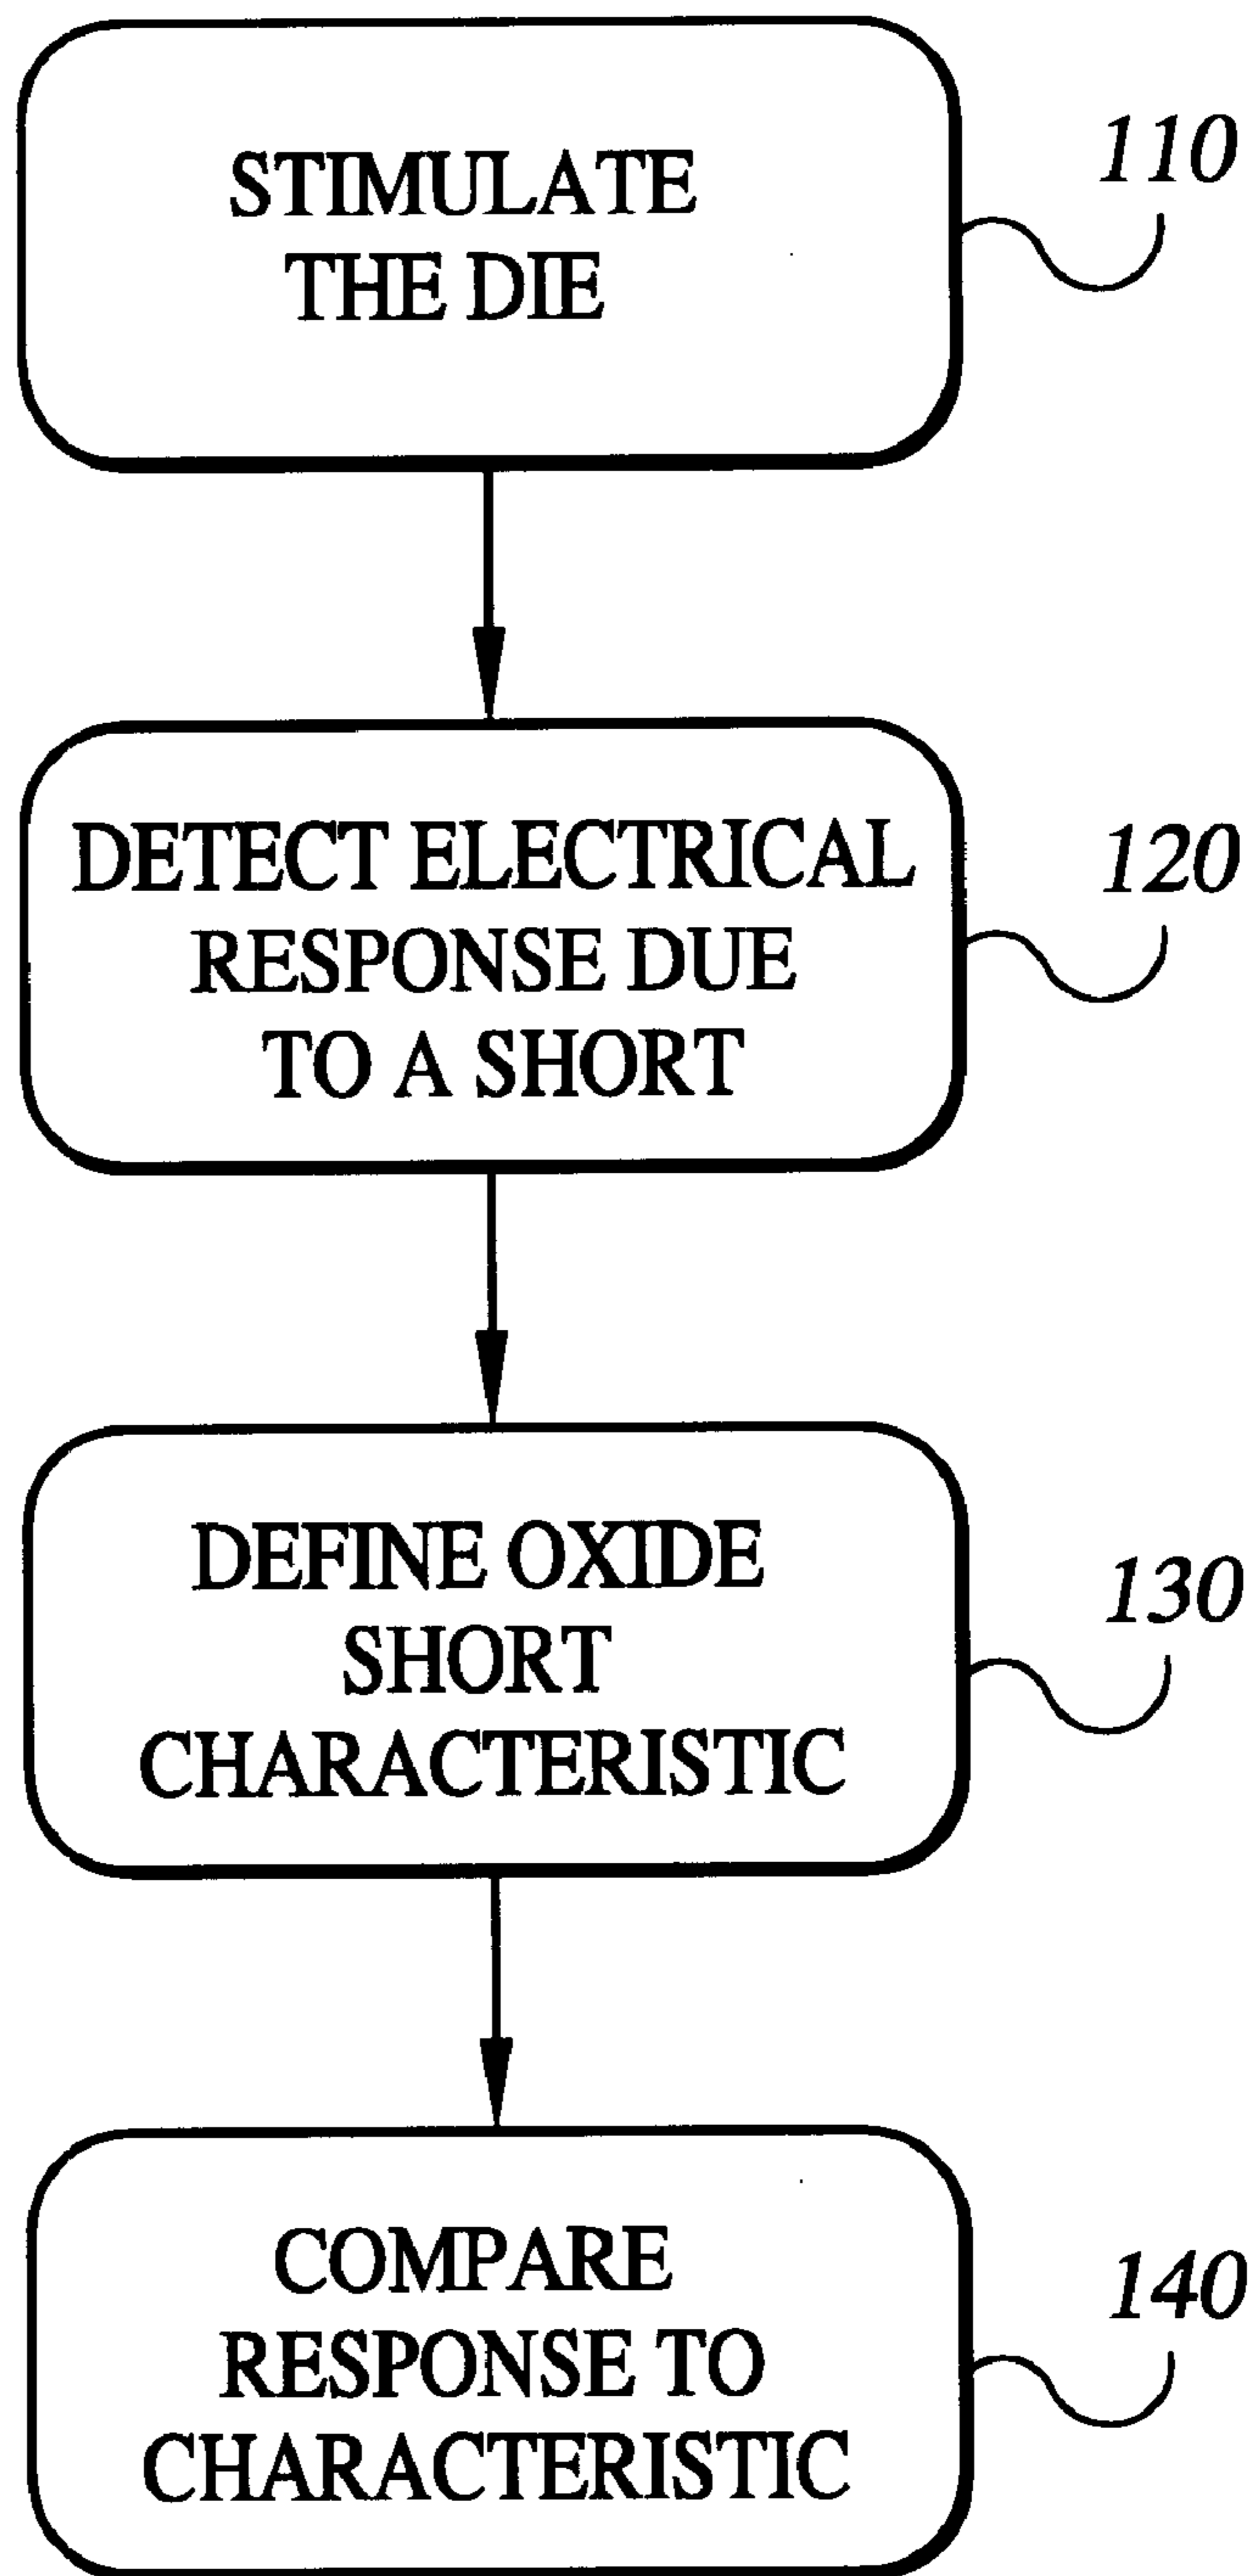 STIMULATE
THE DIE
110
DETECT ELECTRICAL
RESPONSE DUE
TO A SHORT
120
DEFINE OXIDE
SHORT
CHARACTERISTIC
130
COMPARE
RESPONSE TO
CHARACTERISTIC
140